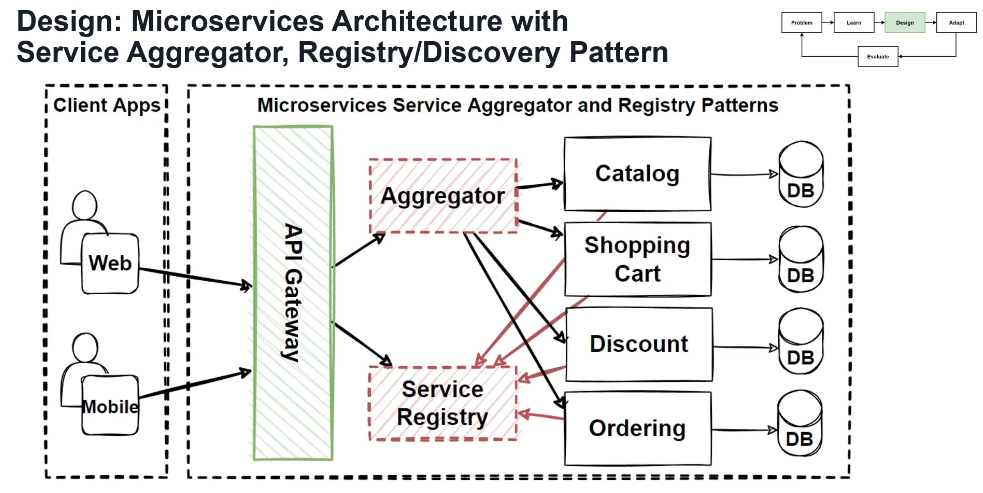 Design: Microservices Architecture with
Service Aggregator, Registry/Discovery Pattern
Problem
Learn
Design
Adapt
Evaluate
Client Apps
Microservices Service Aggregator and Registry Patterns
Web
Mobile
API Gateway
Aggregator
Service
Registry
Catalog
Shopping
Cart
Discount
Ordering
DB
DB
DB
DB